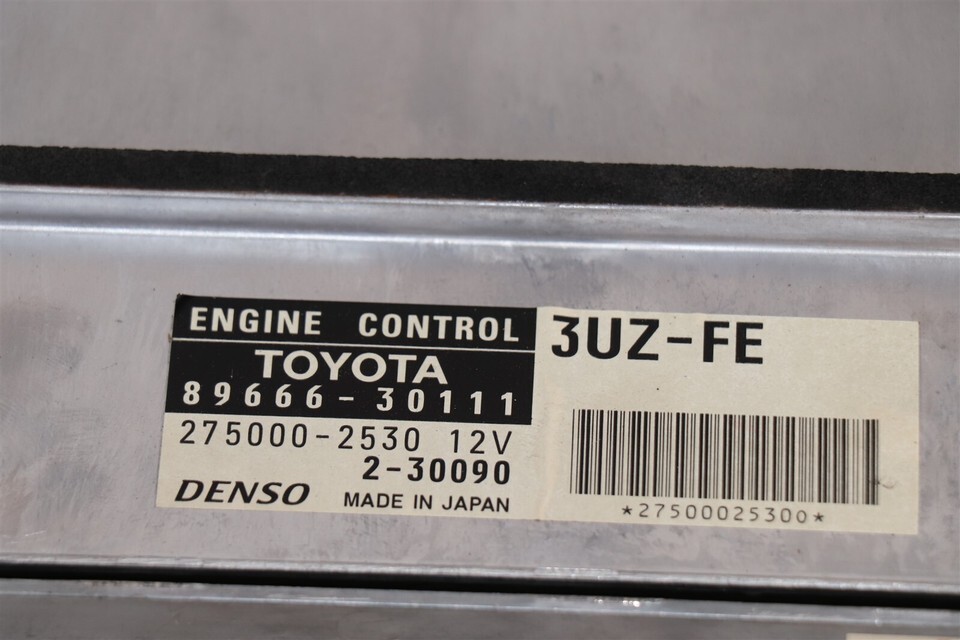 ENGINE CONTROL
TOYOTA
89666-30111
275000-2530 12V
2-30090
DENSO MADE IN JAPAN
3UZ-FE
*27500025300*